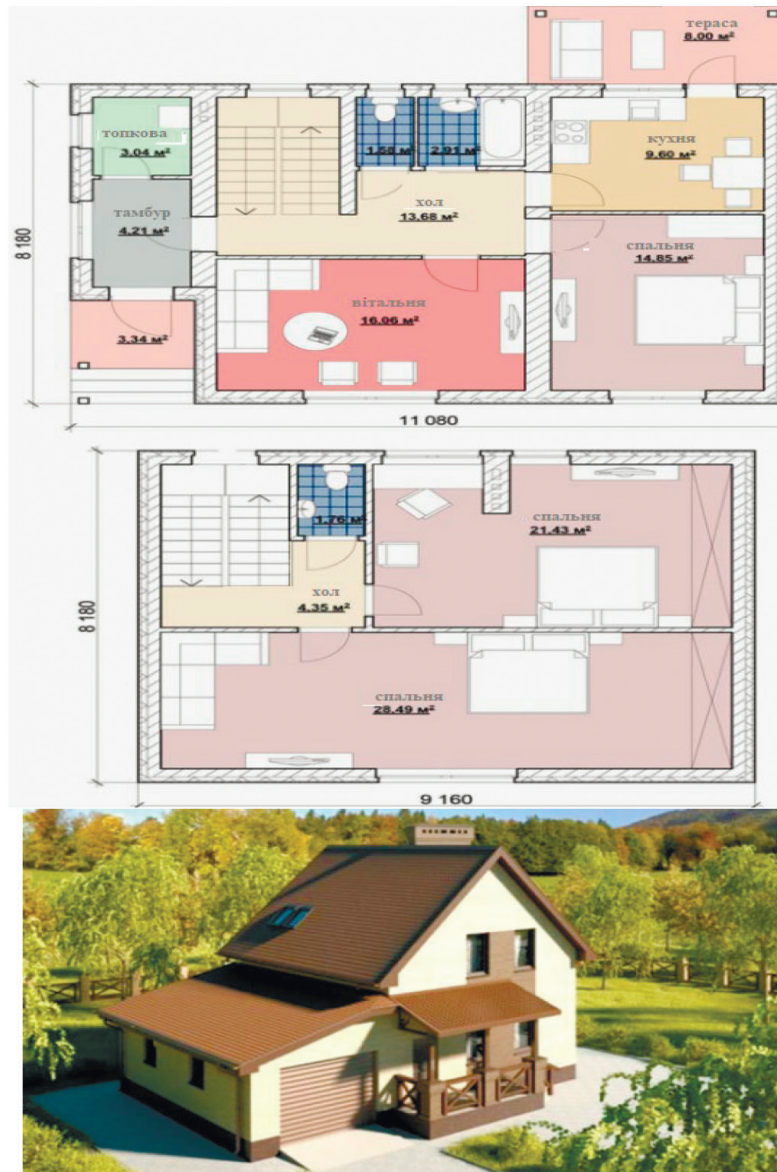 тераса
8,00 м²
топкова
3.04 м²
1.58 м²
2.91 м²
кухня
9.60 м²
тамбур
4.21 м²
хол
13.68 м²
спальня
14.85 м²
8 180
вітальня
16.06 м²
3.34 м²
11 080
1.76 м²
спальня
21.43 м²
хол
4.35 м²
8 180
спальня
28.49 м²
9 160